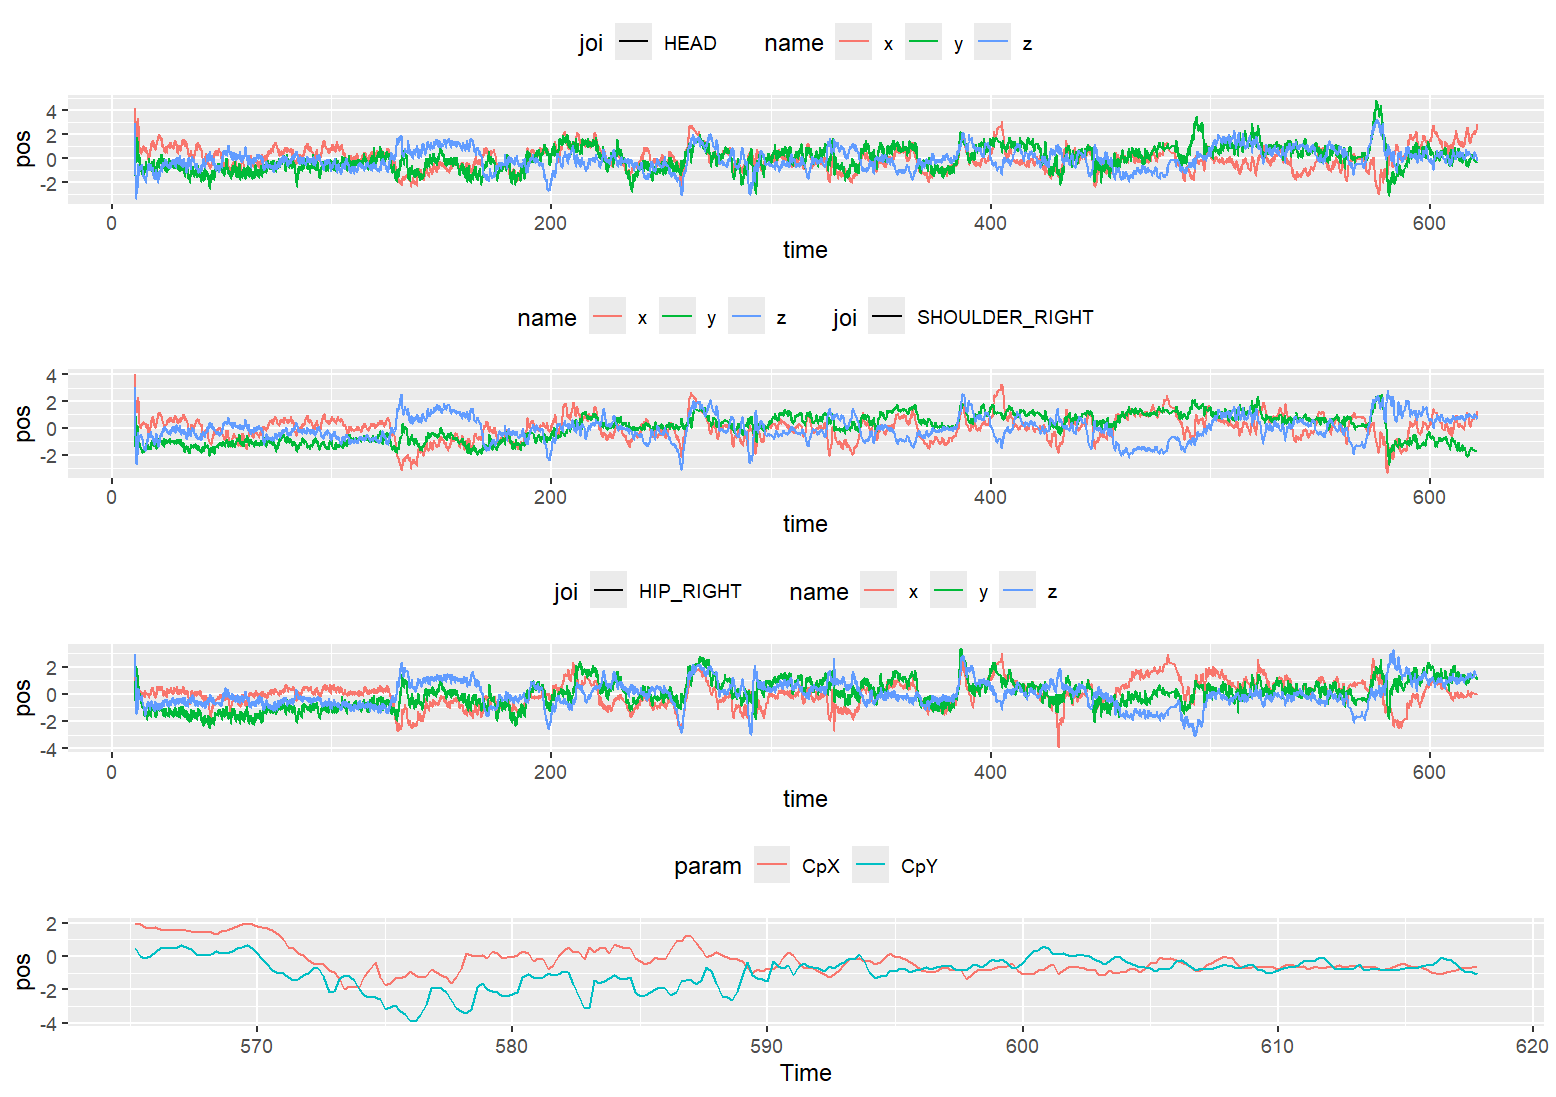 joi HEAD name x y z
4
2
0
-2
pos
0 200 400 600
time
name x y z joi SHOULDER_RIGHT
4
2
0
-2
pos
0 200 400 600
time
joi HIP_RIGHT name x y z
2
0
-2
-4
pos
0 200 400 600
time
param CpX CpY
2
0
-2
-4
pos
570 580 590 600 610 620
Time